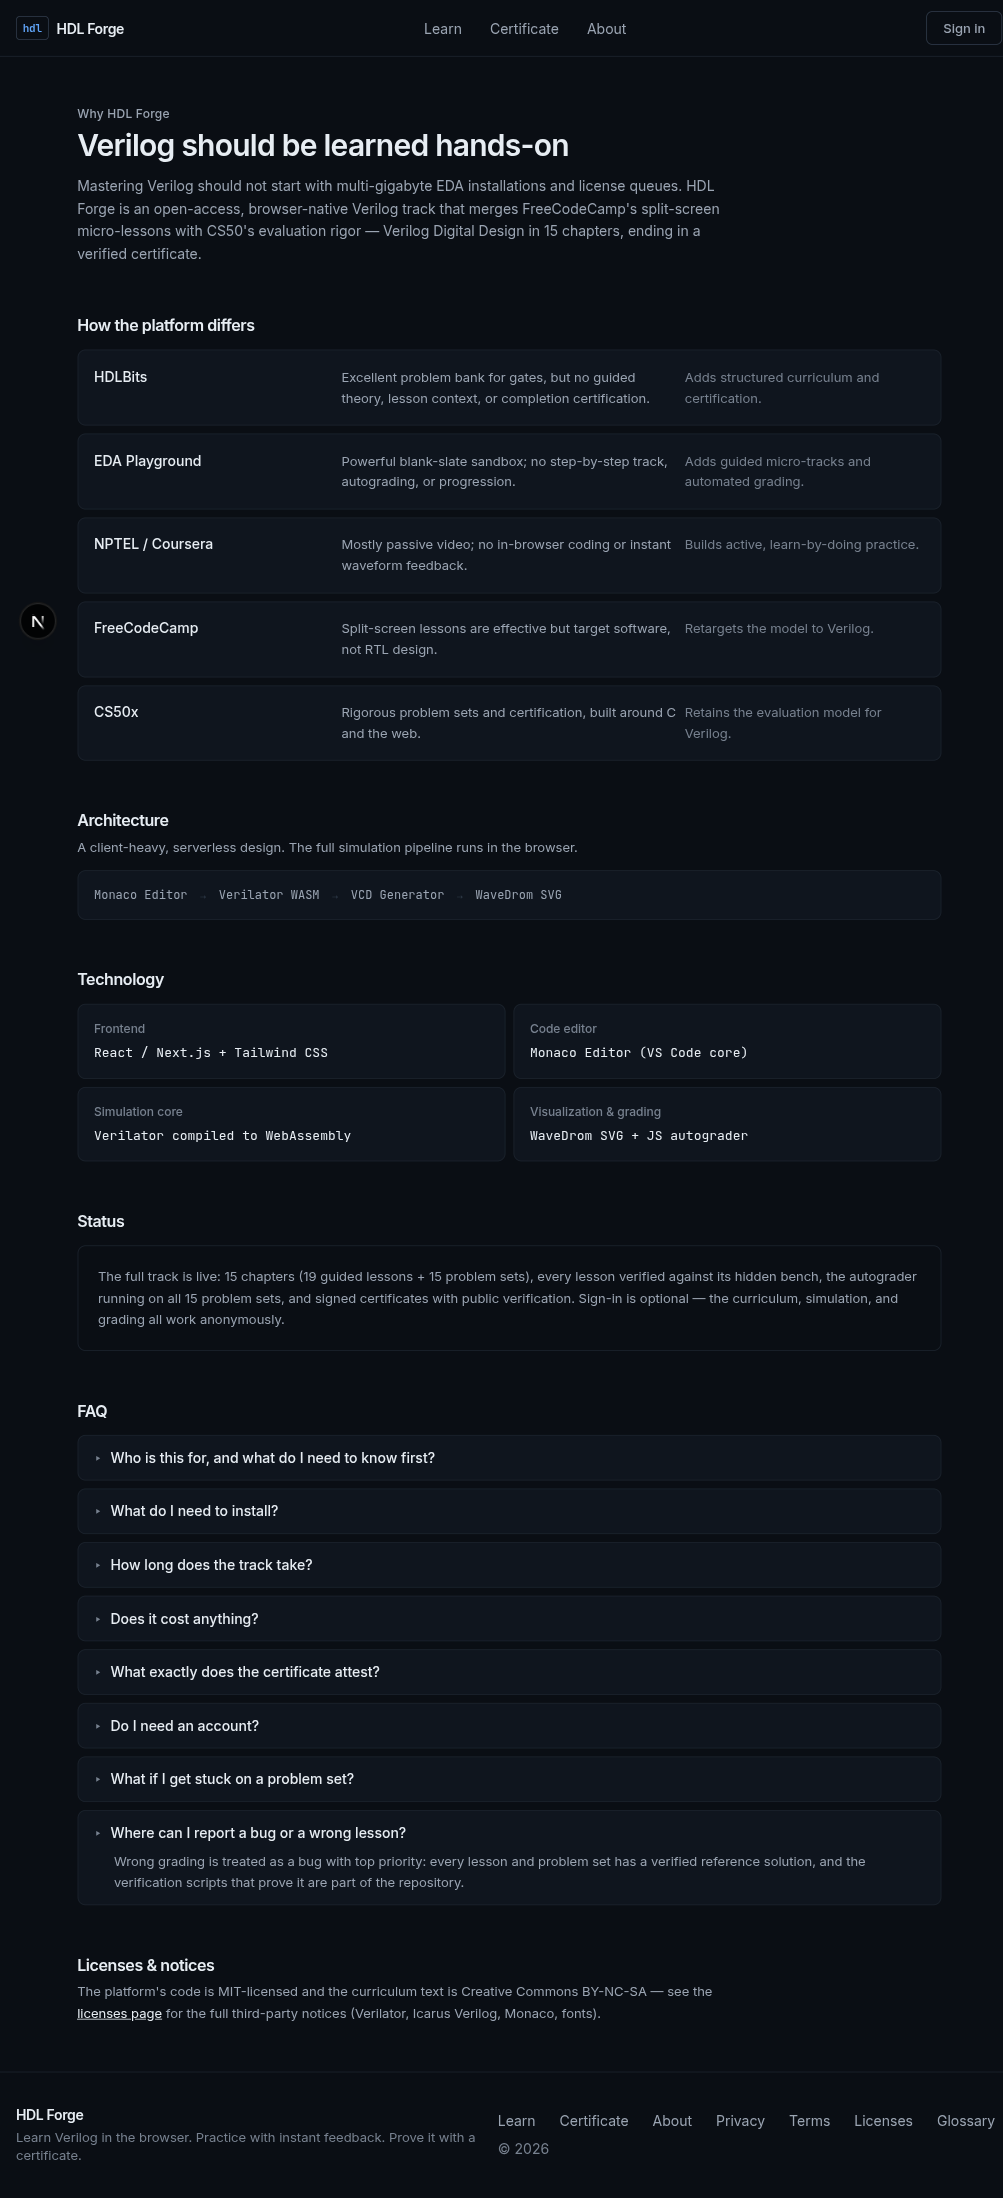 hdl HDL Forge Learn Certificate About Sign in
Why HDL Forge
Verilog should be learned hands-on
Mastering Verilog should not start with multi-gigabyte EDA installations and license queues. HDL
Forge is an open-access, browser-native Verilog track that merges FreeCodeCamp's split-screen
micro-lessons with CS50's evaluation rigor — Verilog Digital Design in 15 chapters, ending in a
verified certificate.
How the platform differs
HDLBits
Excellent problem bank for gates, but no guided
theory, lesson context, or completion certification.
Adds structured curriculum and
certification.
EDA Playground
Powerful blank-slate sandbox; no step-by-step track,
autograding, or progression.
Adds guided micro-tracks and
automated grading.
NPTEL / Coursera
Mostly passive video; no in-browser coding or instant
waveform feedback.
Builds active, learn-by-doing practice.
N
FreeCodeCamp
Split-screen lessons are effective but target software,
not RTL design.
Retargets the model to Verilog.
CS50x
Rigorous problem sets and certification, built around C
and the web.
Retains the evaluation model for
Verilog.
Architecture
A client-heavy, serverless design. The full simulation pipeline runs in the browser.
Monaco Editor → Verilator WASM → VCD Generator → WaveDrom SVG
Technology
Frontend
React / Next.js + Tailwind CSS
Code editor
Monaco Editor (VS Code core)
Simulation core
Verilator compiled to WebAssembly
Visualization & grading
WaveDrom SVG + JS autograder
Status
The full track is live: 15 chapters (19 guided lessons + 15 problem sets), every lesson verified against its hidden bench, the autograder
running on all 15 problem sets, and signed certificates with public verification. Sign-in is optional — the curriculum, simulation, and
grading all work anonymously.
FAQ
▸ Who is this for, and what do I need to know first?
▸ What do I need to install?
▸ How long does the track take?
▸ Does it cost anything?
▸ What exactly does the certificate attest?
▸ Do I need an account?
▸ What if I get stuck on a problem set?
▸ Where can I report a bug or a wrong lesson?
Wrong grading is treated as a bug with top priority: every lesson and problem set has a verified reference solution, and the
verification scripts that prove it are part of the repository.
Licenses & notices
The platform's code is MIT-licensed and the curriculum text is Creative Commons BY-NC-SA — see the
licenses page for the full third-party notices (Verilator, Icarus Verilog, Monaco, fonts).
HDL Forge
Learn Verilog in the browser. Practice with instant feedback. Prove it with a
certificate.
Learn Certificate About Privacy Terms Licenses Glossary
© 2026